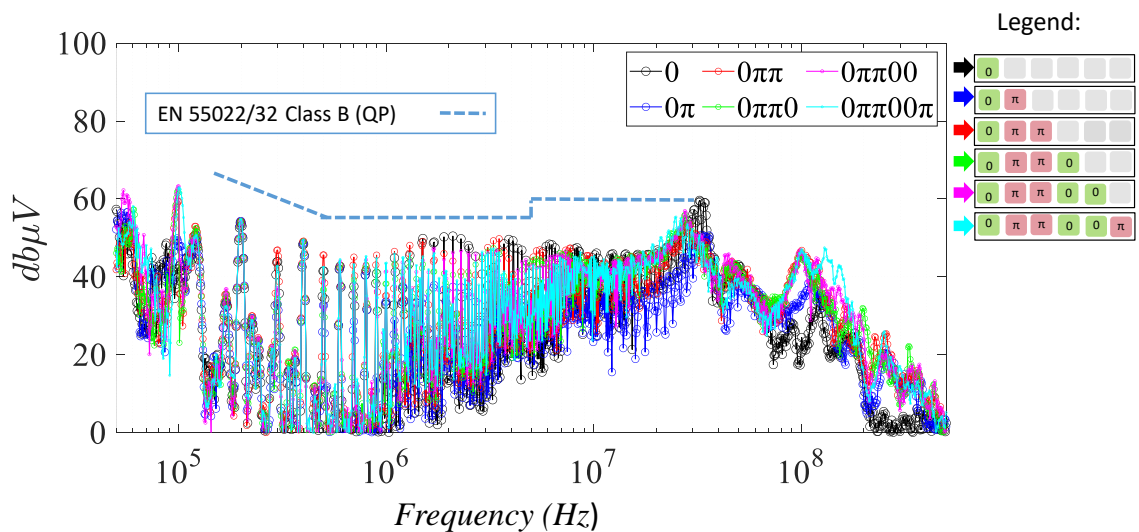 Legend:
100
80
60
40
20
0
dbμV
EN 55022/32 Class B (QP)
0 0ππ 0ππ00
0π 0ππ0 0ππ00π
10^5 10^6 10^7 10^8
Frequency (Hz)
0
0 π
0 π π
0 π π 0
0 π π 0 0
0 π π 0 0 π